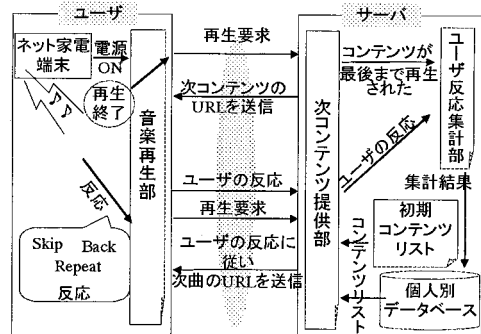 ユーザ
サーバ
ネット家電
端末
電源
ON
再生
終了
♪♪
音楽再生部
反応
Skip Back
Repeat
反応
再生要求
次コンテンツの
URLを送信
ユーザの反応
再生要求
ユーザの反応に
従い
次曲のURLを送信
次コンテンツ提供部
コンテンツが
最後まで再生
された
ユーザの反応
ユーザ反応集計部
集計結果
初期
コンテンツ
リスト
コンテンツリスト
個人別
データベース